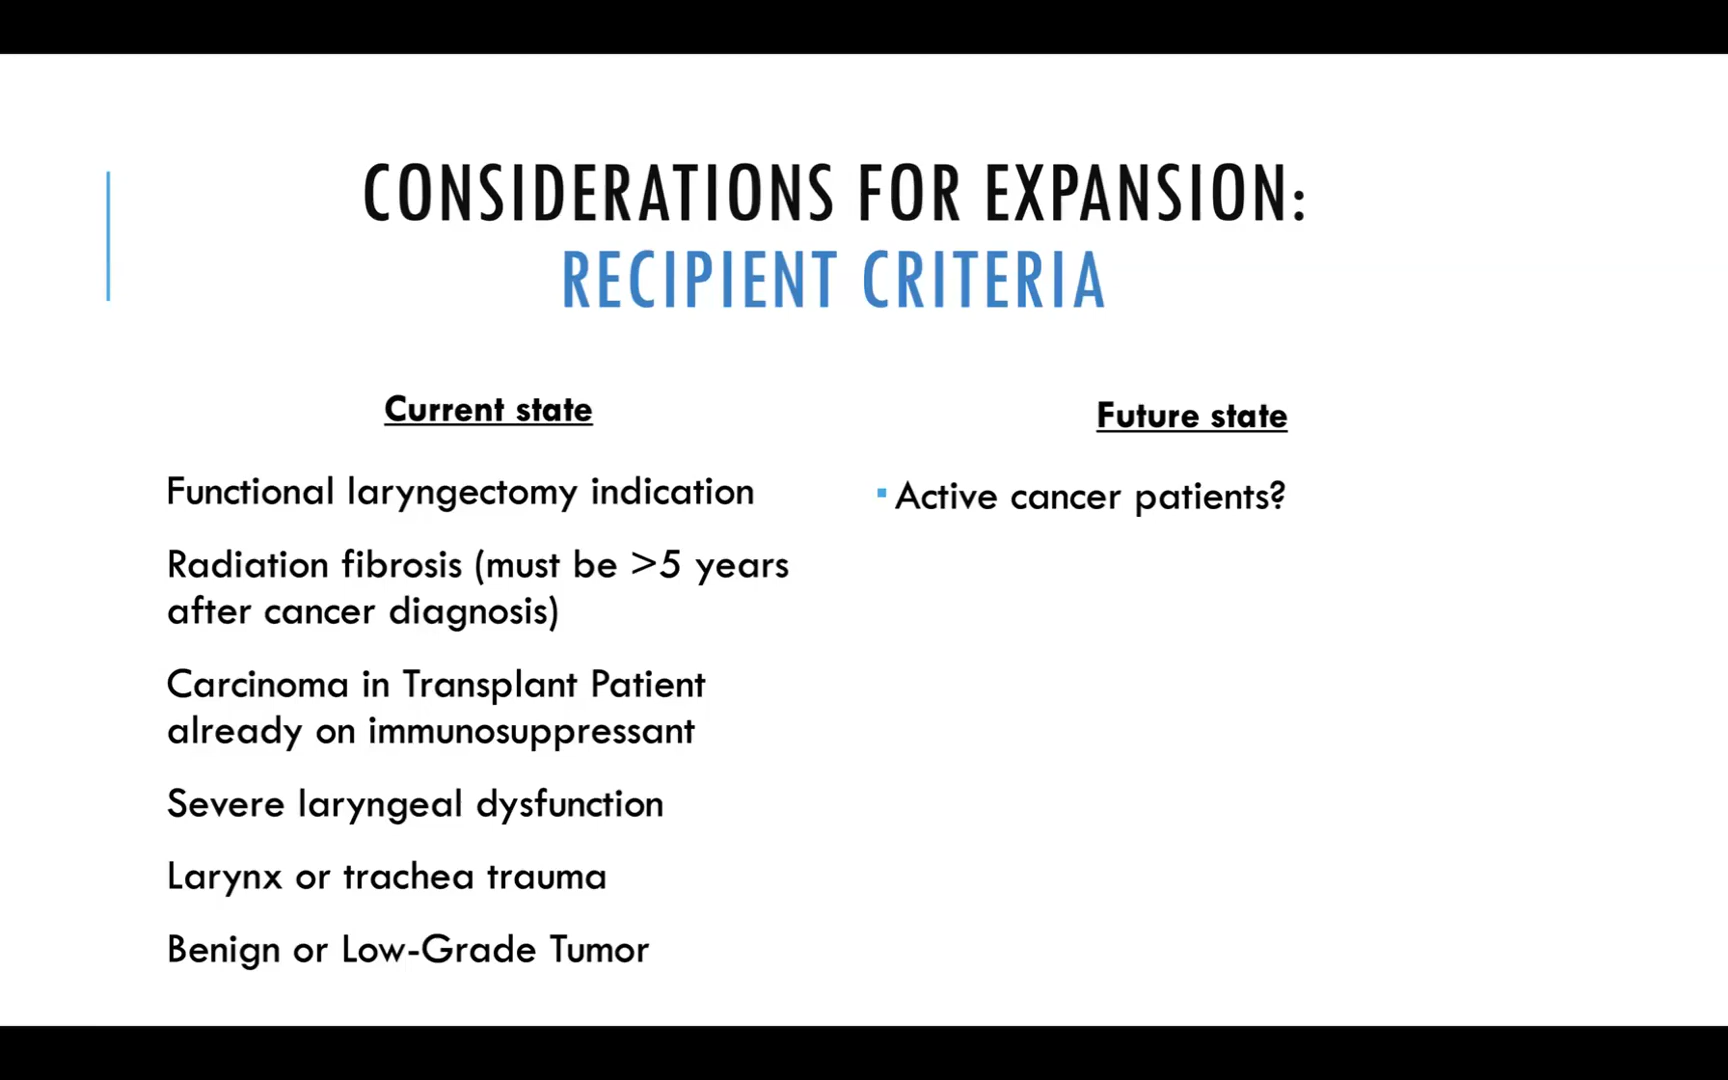 CONSIDERATIONS FOR EXPANSION:
RECIPIENT CRITERIA
Current state
Functional laryngectomy indication
Radiation fibrosis (must be >5 years
after cancer diagnosis)
Carcinoma in Transplant Patient
already on immunosuppressant
Severe laryngeal dysfunction
Larynx or trachea trauma
Benign or Low-Grade Tumor
Future state
▪ Active cancer patients?